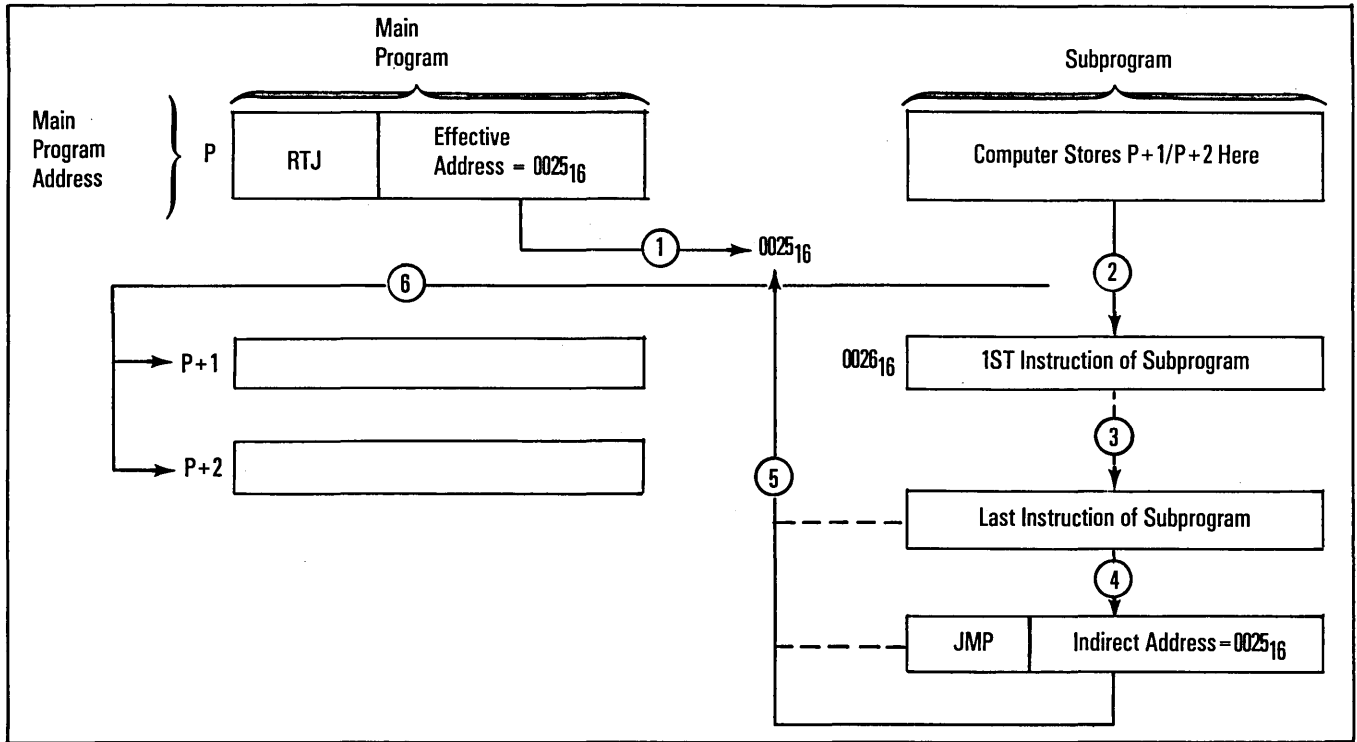 Main
Program
Subprogram
Main
Program
Address
P
RTJ
Effective
Address = 0025₁₆
Computer Stores P+1/P+2 Here
1
0025₁₆
2
6
P+1
0026₁₆
1ST Instruction of Subprogram
3
P+2
5
Last Instruction of Subprogram
4
JMP
Indirect Address = 0025₁₆